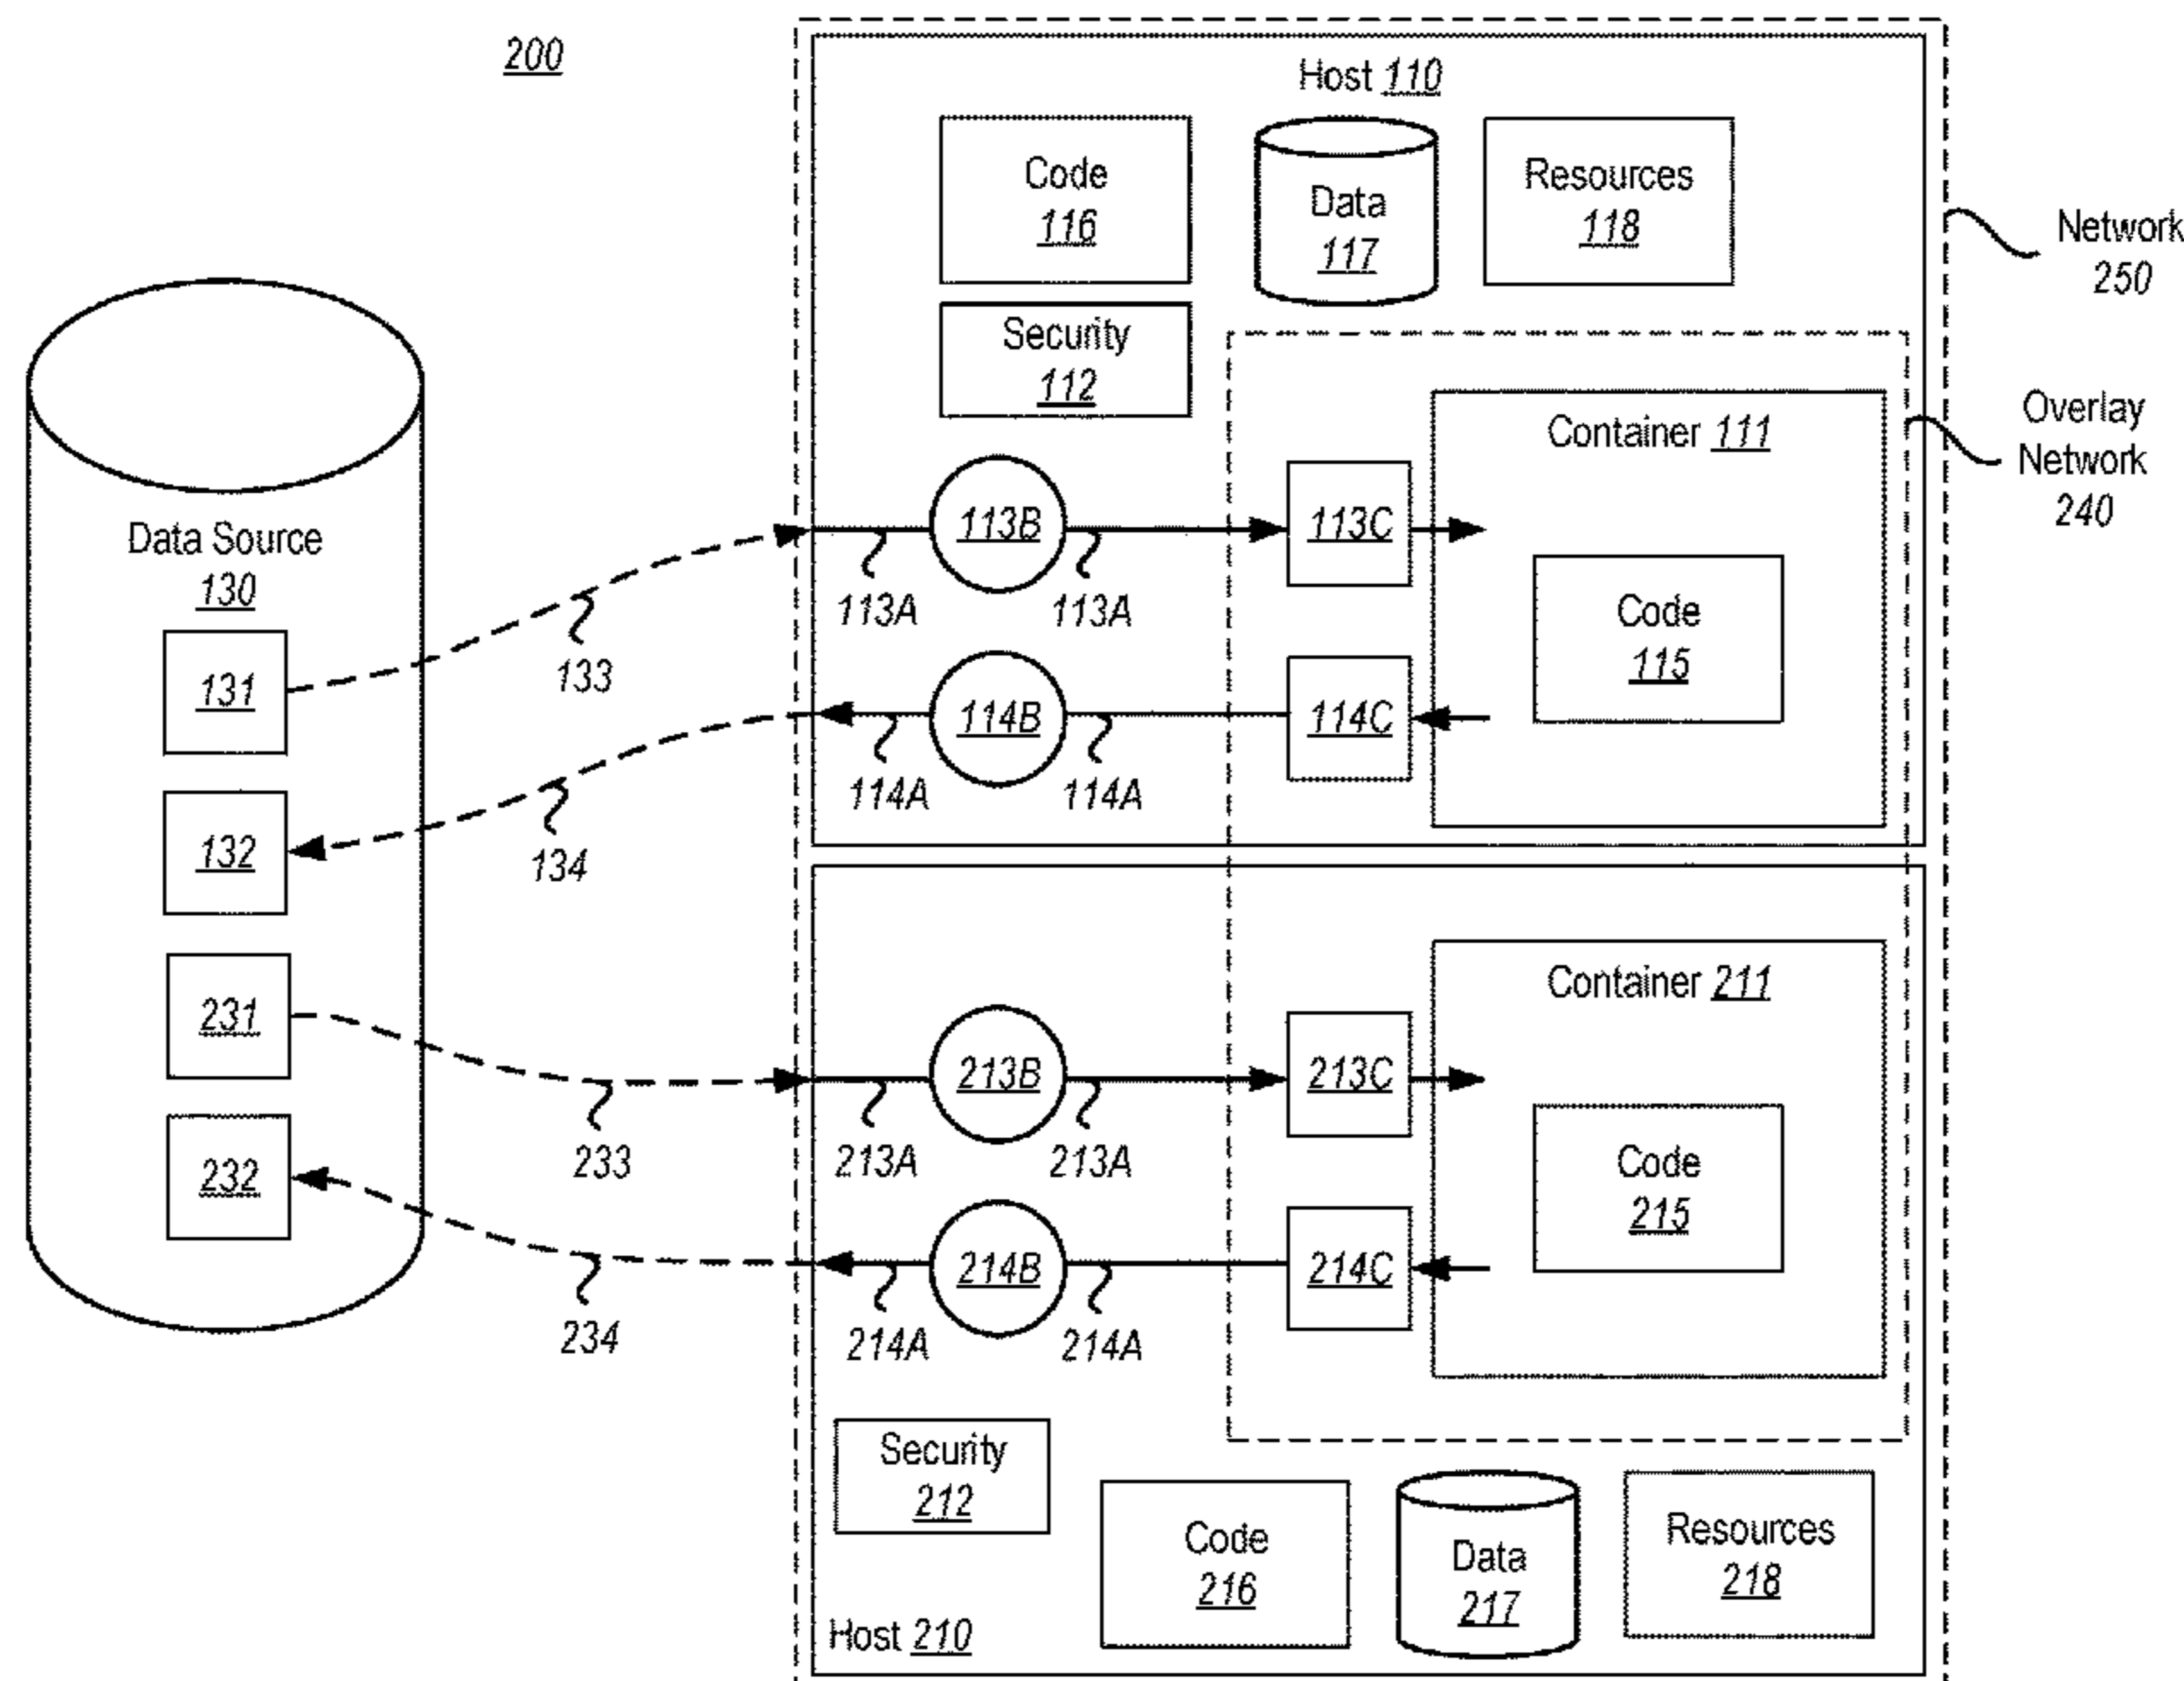 200
Host 110
Code
116
Data
117
Resources
118
Network
250
Security
112
Overlay
Network
240
Container 111
113B
113C
113A
113A
Code
115
Data Source
130
131
133
114B
114C
114A
114A
132
134
Container 211
231
213B
213C
233
213A
213A
Code
215
232
214B
214C
234
214A
214A
Security
212
Code
216
Data
217
Resources
218
Host 210